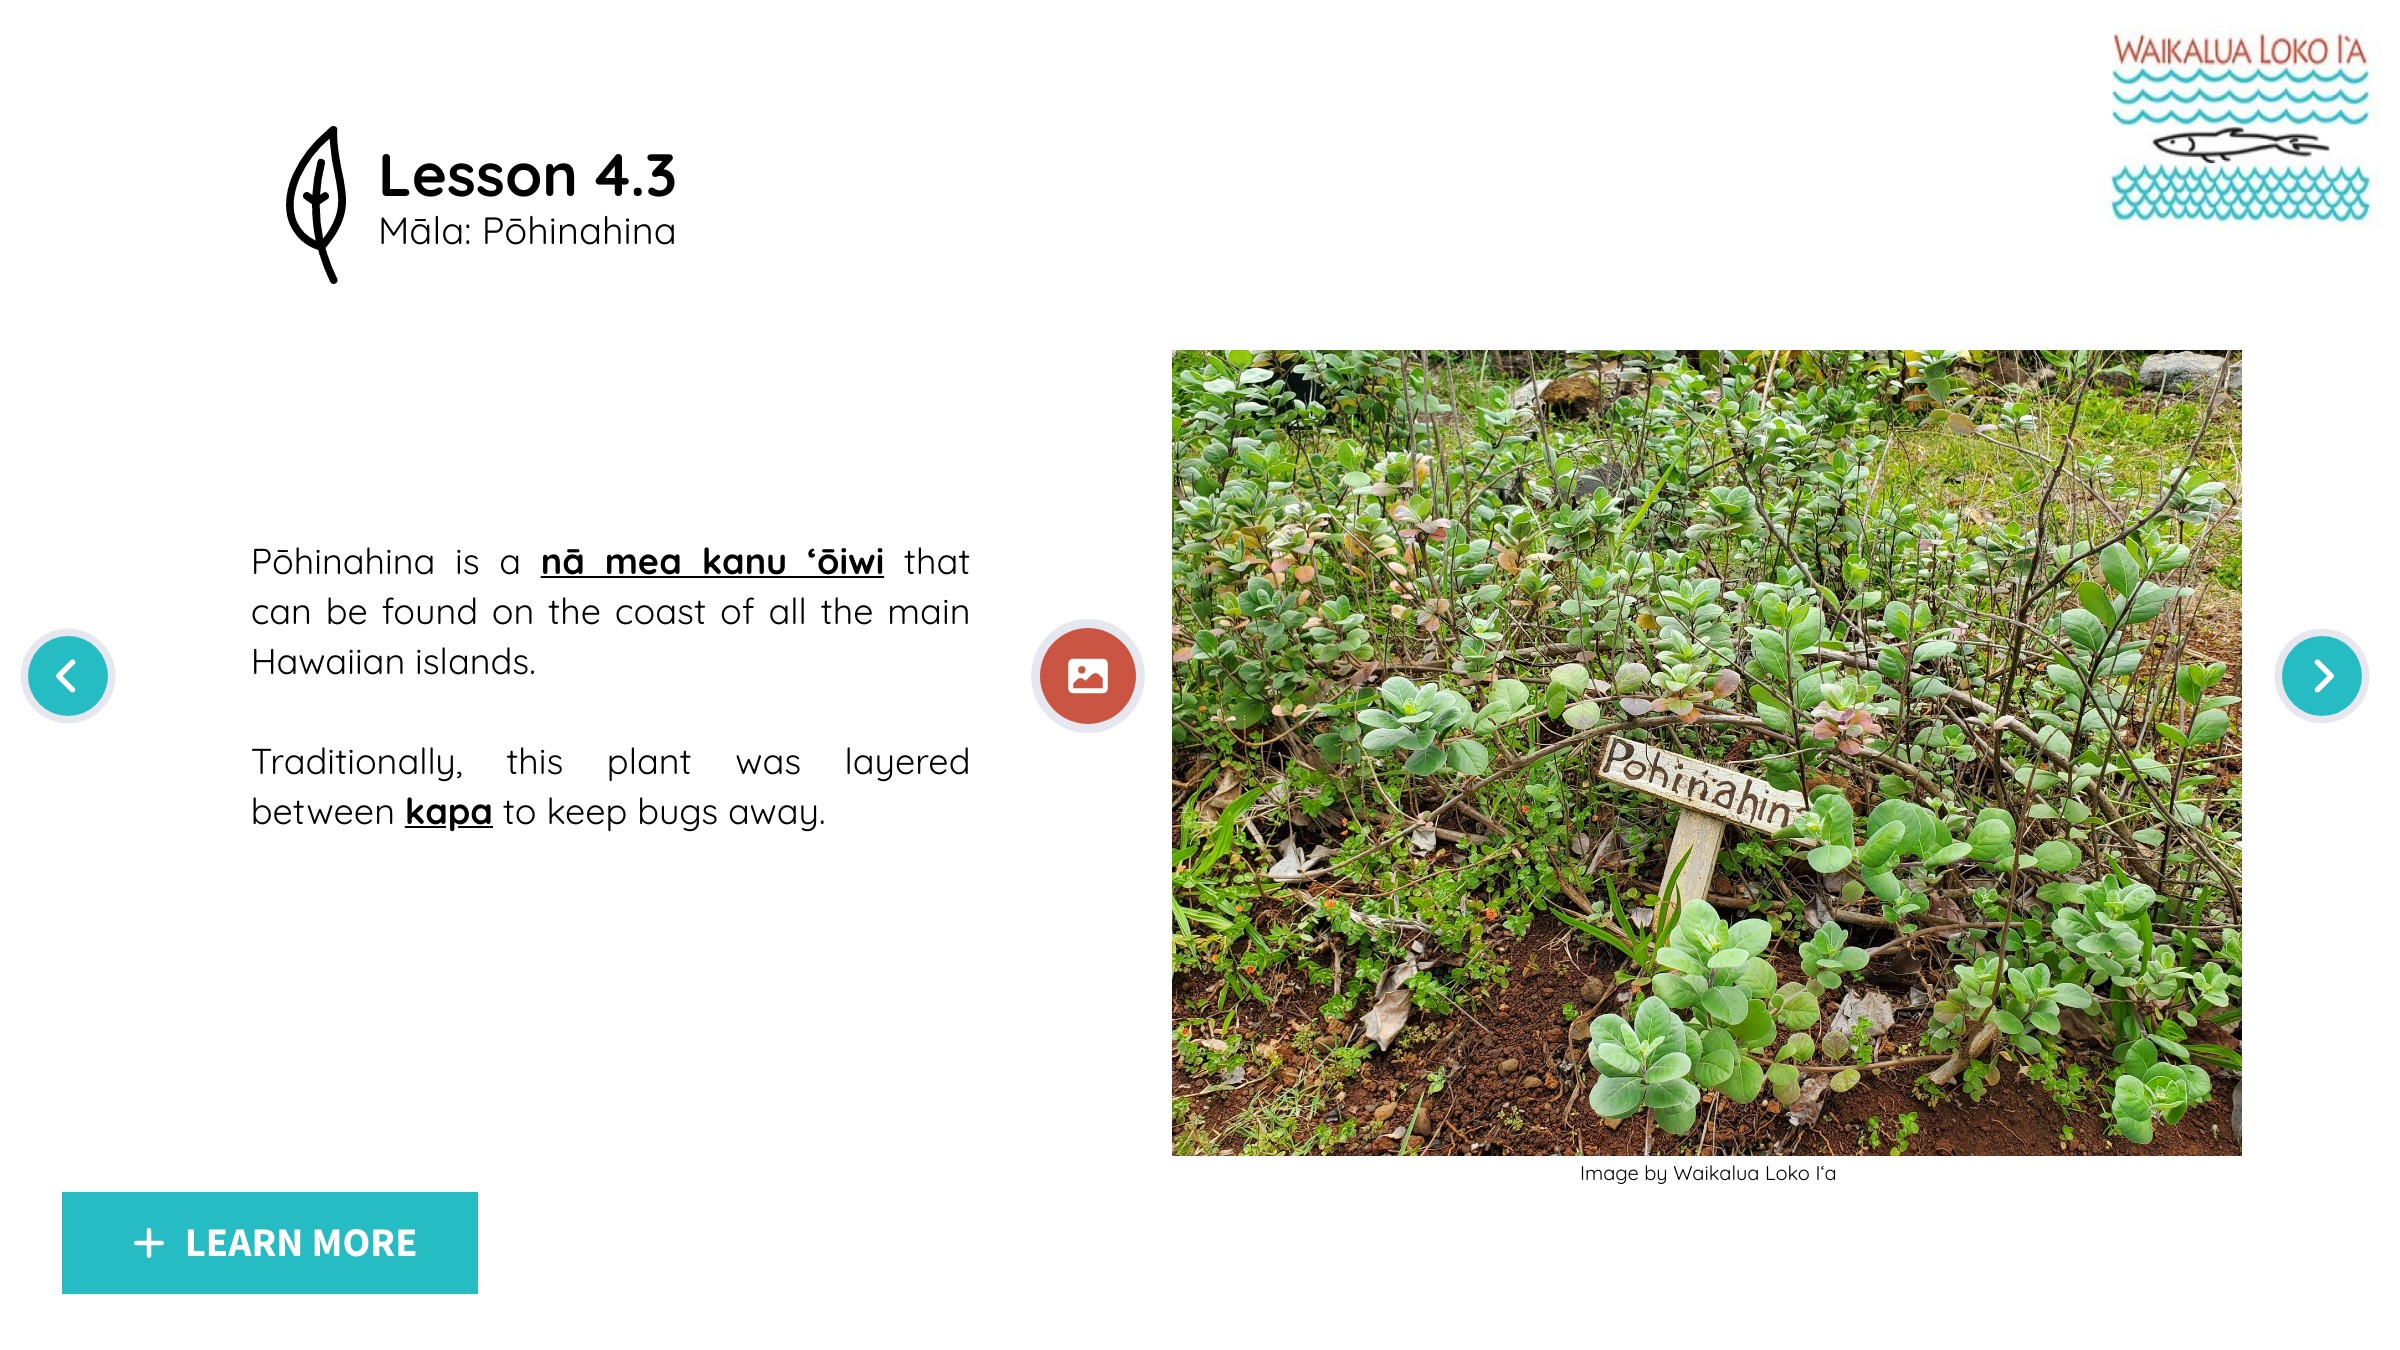 WAIKALUA LOKO I'A
Lesson 4.3
Māla: Pōhinahina
Pōhinahina is a nā mea kanu ʻōiwi that
can be found on the coast of all the main
Hawaiian islands.
Traditionally, this plant was layered
between kapa to keep bugs away.
Pohinahin
Image by Waikalua Loko Iʻa
+ LEARN MORE